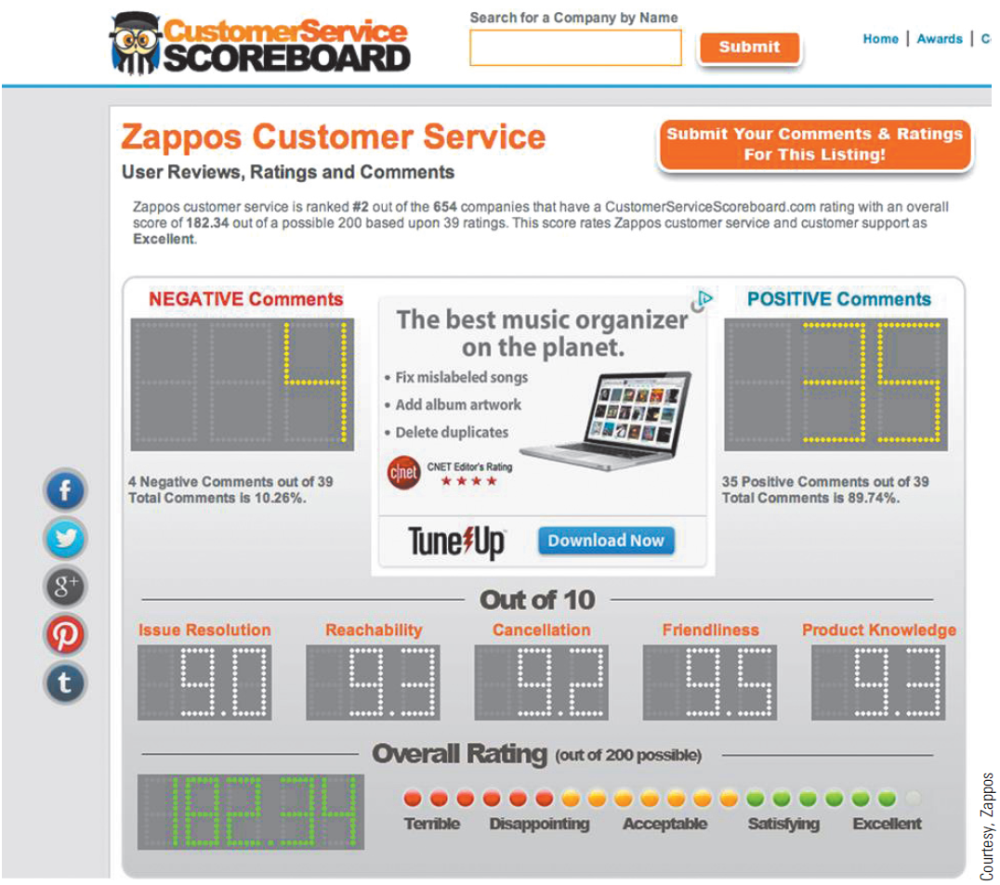 CustomerService
SCOREBOARD
Search for a Company by Name
Submit
Home | Awards |
Zappos Customer Service
User Reviews, Ratings and Comments
Submit Your Comments & Ratings
For This Listing!
Zappos customer service is ranked #2 out of the 654 companies that have a CustomerServiceScoreboard.com rating with an overall
score of 182.34 out of a possible 200 based upon 39 ratings. This score rates Zappos customer service and customer support as
Excellent.
NEGATIVE Comments
4
4 Negative Comments out of 39
Total Comments is 10.26%.
The best music organizer
on the planet.
• Fix mislabeled songs
• Add album artwork
• Delete duplicates
c|net
CNET Editor's Rating
TuneUp
Download Now
POSITIVE Comments
35
35 Positive Comments out of 39
Total Comments is 89.74%.
f
g+
t
Out of 10
Issue Resolution Reachability Cancellation Friendliness Product Knowledge
9.0 9.3 9.2 9.5 9.3
Overall Rating (out of 200 possible)
182.34
Terrible Disappointing Acceptable Satisfying Excellent
Courtesy, Zappos